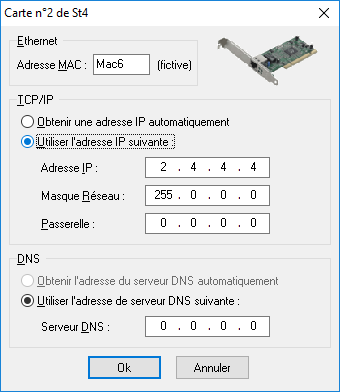 Carte n°2 de St4
Ethernet
Adresse MAC : Mac6 (fictive)
TCP/IP
Obtenir une adresse IP automatiquement
Utiliser l'adresse IP suivante :
Adresse IP : 2 . 4 . 4 . 4
Masque Réseau : 255 . 0 . 0 . 0
Passerelle : 0 . 0 . 0 . 0
DNS
Obtenir l'adresse du serveur DNS automatiquement
Utiliser l'adresse de serveur DNS suivante :
Serveur DNS : 0 . 0 . 0 . 0
Ok Annuler